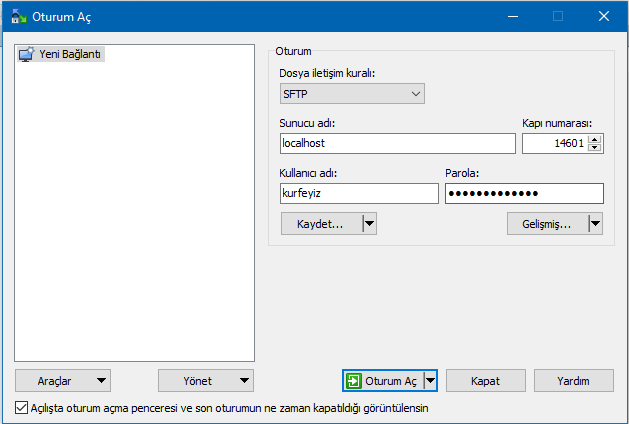 Oturum Aç
Yeni Bağlantı
Oturum
Dosya iletişim kuralı:
SFTP
Sunucu adı: Kapı numarası:
localhost 14601
Kullanıcı adı: Parola:
kurfeyiz ●●●●●●●●●●●●●
Kaydet... Gelişmiş...
Araçlar Yönet Oturum Aç Kapat Yardım
Açılışta oturum açma penceresi ve son oturumun ne zaman kapatıldığı görüntülensin